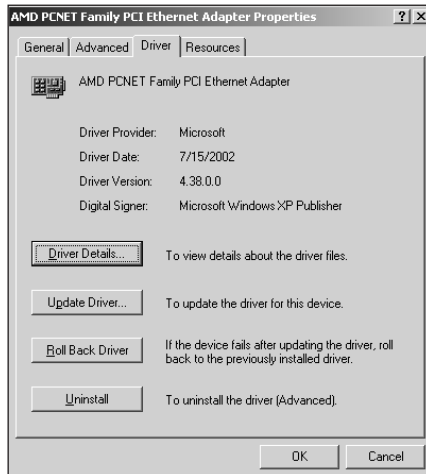 AMD PCNET Family PCI Ethernet Adapter Properties
General Advanced Driver Resources
AMD PCNET Family PCI Ethernet Adapter
Driver Provider: Microsoft
Driver Date: 7/15/2002
Driver Version: 4.38.0.0
Digital Signer: Microsoft Windows XP Publisher
Driver Details... To view details about the driver files.
Update Driver... To update the driver for this device.
Roll Back Driver If the device fails after updating the driver, roll
back to the previously installed driver.
Uninstall To uninstall the driver (Advanced).
OK Cancel